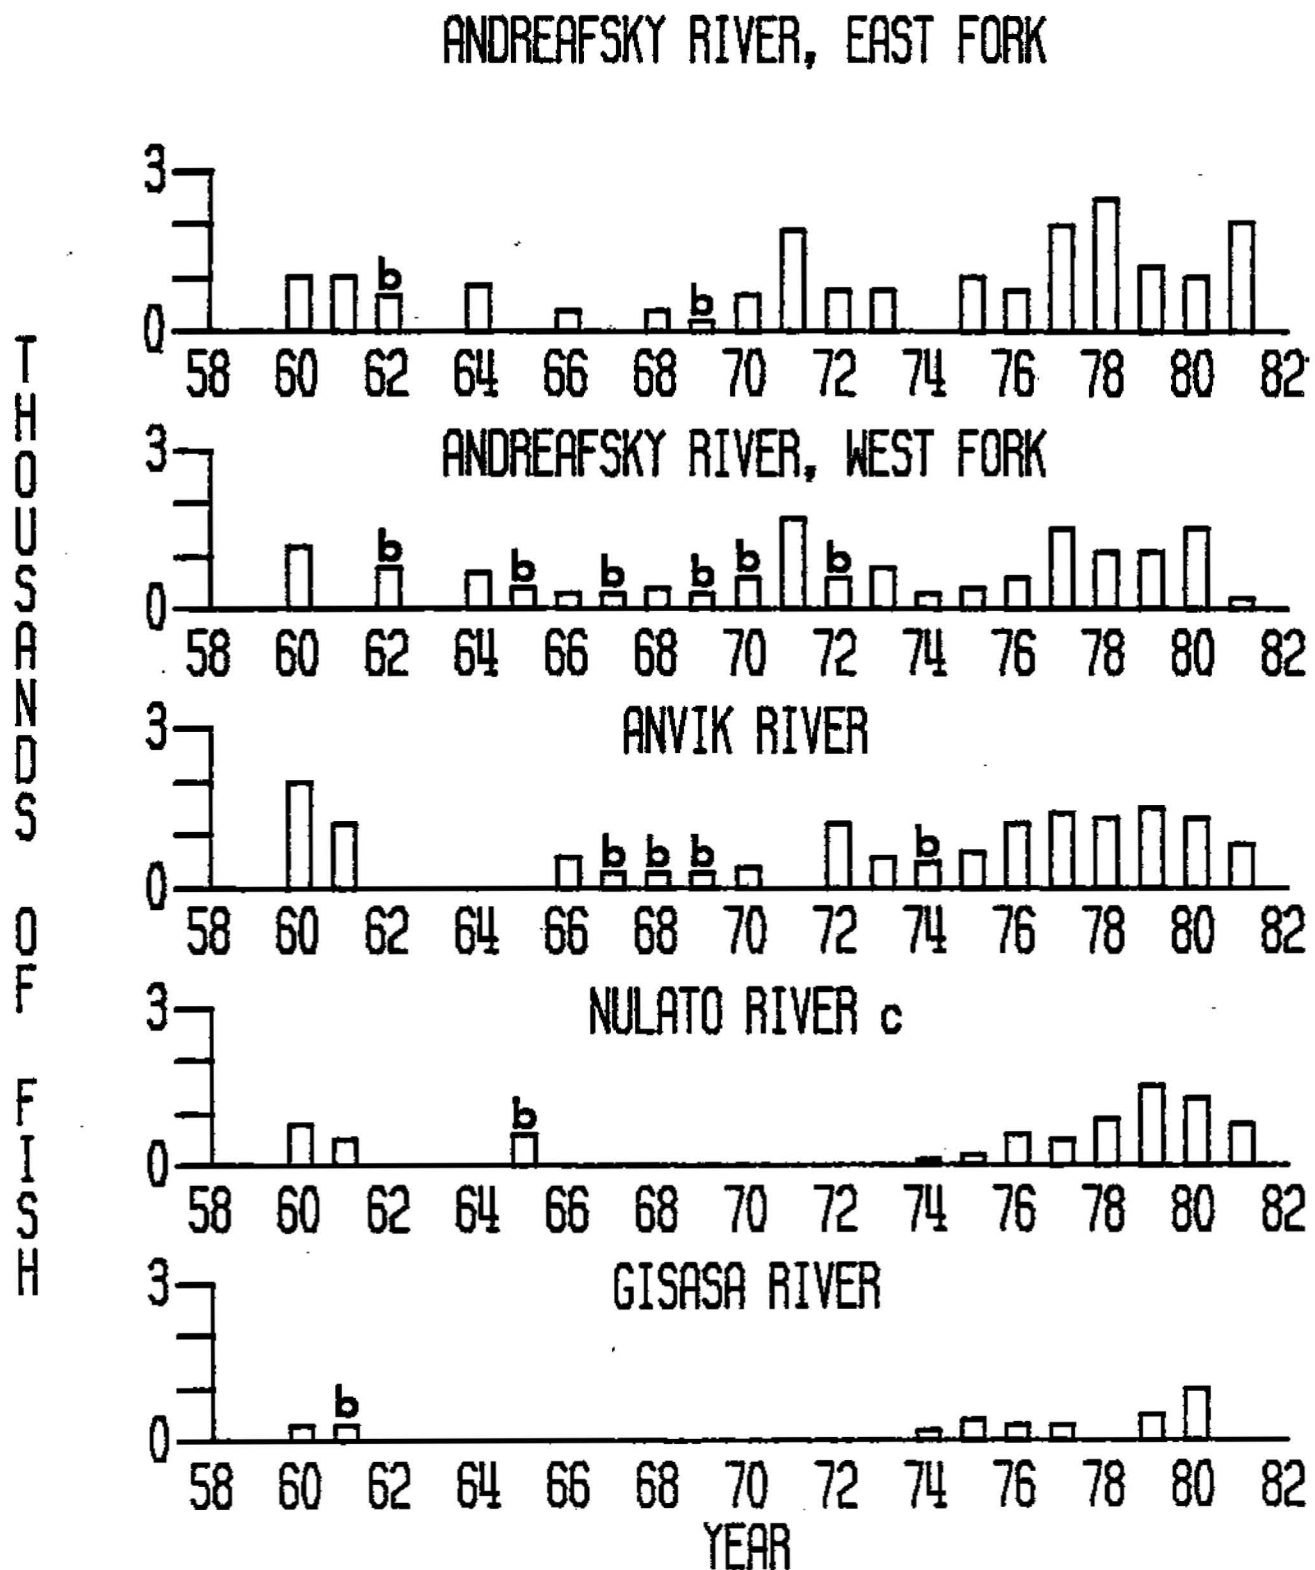 ANDREAFSKY RIVER, EAST FORK
3
b
b
0
58 60 62 64 66 68 70 72 74 76 78 80 82
ANDREAFSKY RIVER, WEST FORK
3
b b b b b b
0
58 60 62 64 66 68 70 72 74 76 78 80 82
ANVIK RIVER
3
b b b b
0
58 60 62 64 66 68 70 72 74 76 78 80 82
NULATO RIVER c
3
b
0
58 60 62 64 66 68 70 72 74 76 78 80 82
GISASA RIVER
3
b
0
58 60 62 64 66 68 70 72 74 76 78 80 82
YEAR
THOUSANDS OF FISH